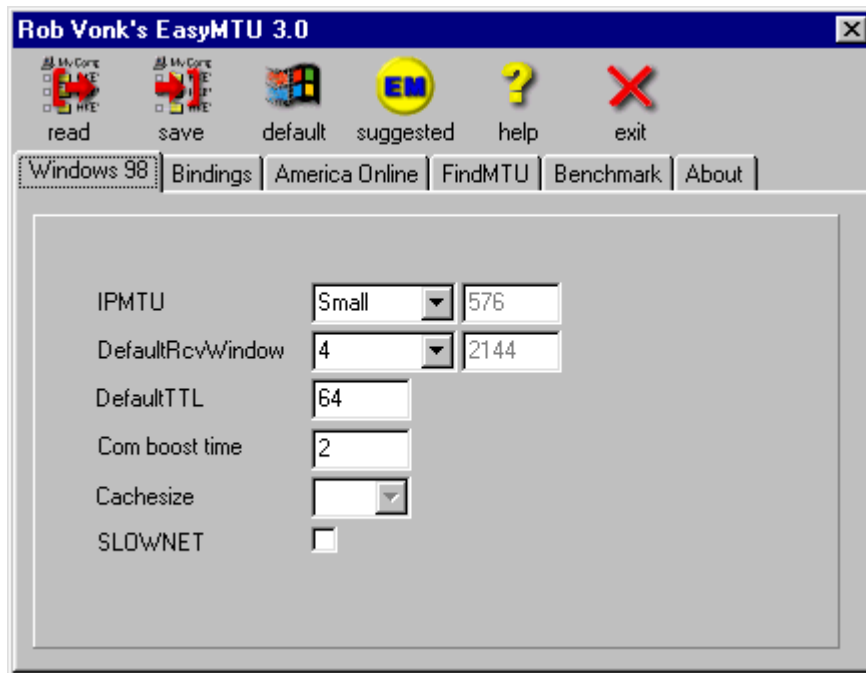 Rob Vonk's EasyMTU 3.0
read save default suggested help exit
Windows 98 Bindings America Online FindMTU Benchmark About
IPMTU Small 576
DefaultRcvWindow 4 2144
DefaultTTL 64
Com boost time 2
Cachesize
SLOWNET